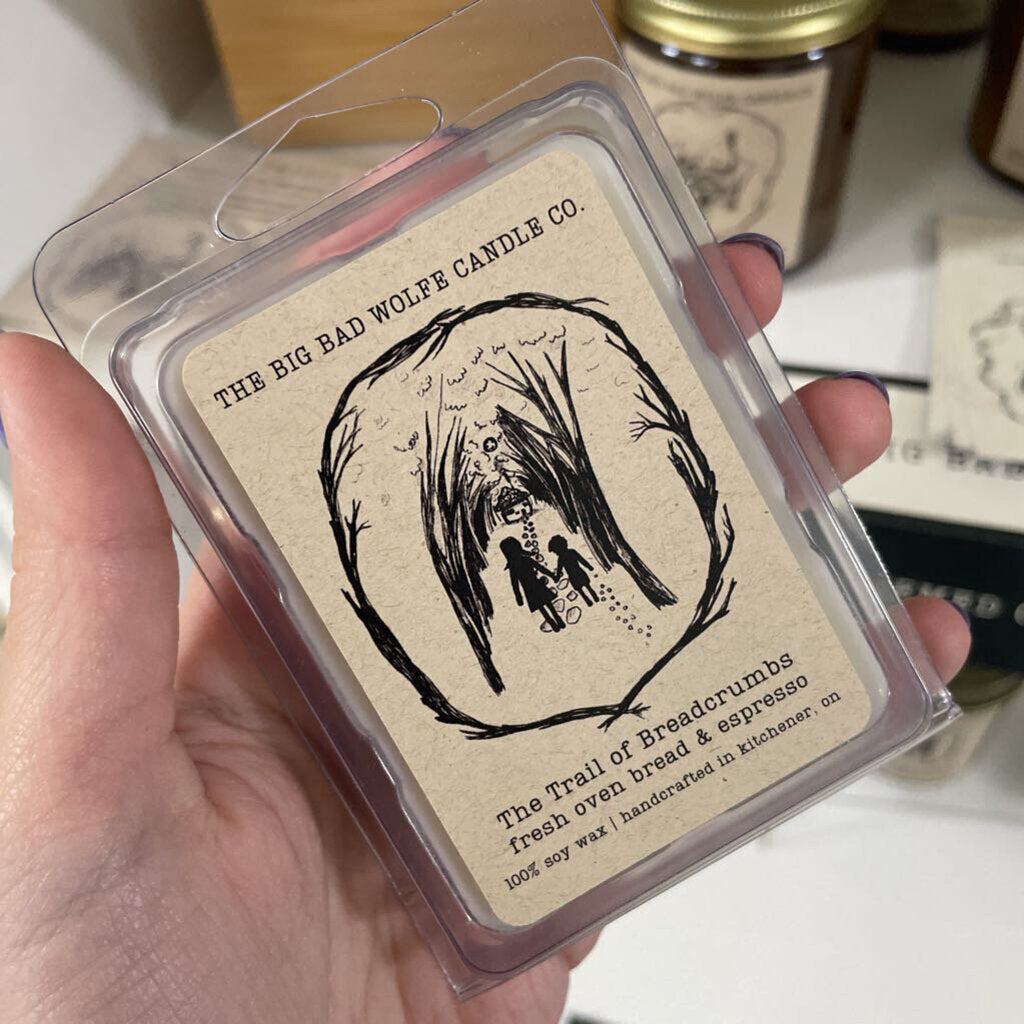 THE BIG BAD WOLFE CANDLE CO.
The Trail of Breadcrumbs
fresh oven bread & espresso
100% soy wax | handcrafted in kitchener, on